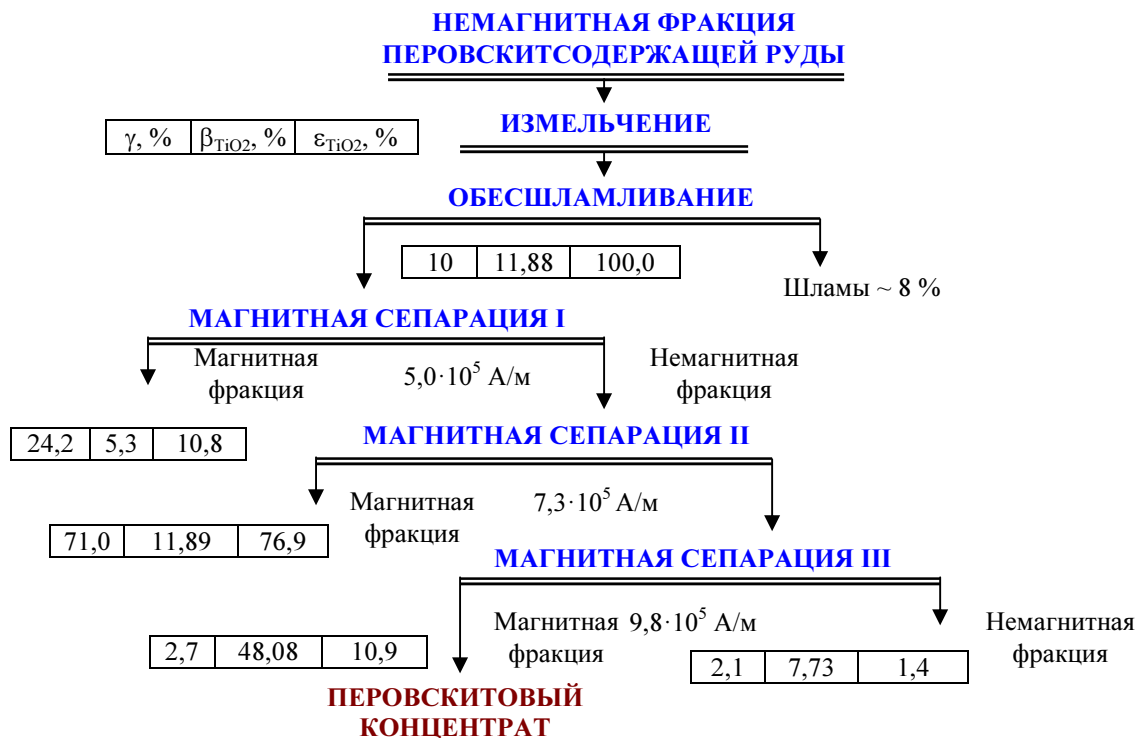 НЕМАГНИТНАЯ ФРАКЦИЯ
ПЕРОВСКИТСОДЕРЖАЩЕЙ РУДЫ
ИЗМЕЛЬЧЕНИЕ
γ, % β_TiO2, % ε_TiO2, %
ОБЕСШЛАМЛИВАНИЕ
10 11,88 100,0
Шламы ~ 8 %
МАГНИТНАЯ СЕПАРАЦИЯ I
Магнитная
фракция
5,0·10⁵ А/м
Немагнитная
фракция
24,2 5,3 10,8
МАГНИТНАЯ СЕПАРАЦИЯ II
Магнитная
фракция
7,3·10⁵ А/м
71,0 11,89 76,9
МАГНИТНАЯ СЕПАРАЦИЯ III
Магнитная
фракция
9,8·10⁵ А/м
Немагнитная
фракция
2,7 48,08 10,9
2,1 7,73 1,4
ПЕРОВСКИТОВЫЙ
КОНЦЕНТРАТ